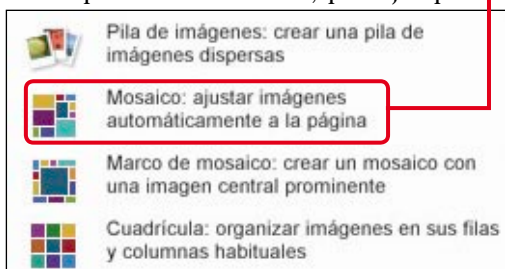 Pila de imágenes: crear una pila de
imágenes dispersas
Mosaico: ajustar imágenes
automáticamente a la página
Marco de mosaico: crear un mosaico con
una imagen central prominente
Cuadrícula: organizar imágenes en sus filas
y columnas habituales